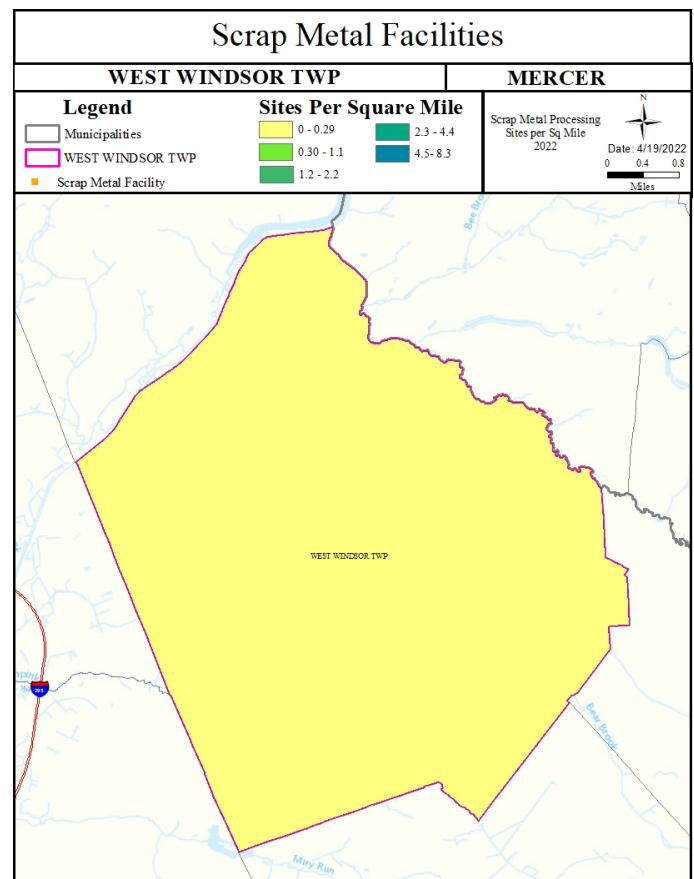 Scrap Metal Facilities
WEST WINDSOR TWP
MERCER
Legend
Municipalities
WEST WINDSOR TWP
Scrap Metal Facility
Sites Per Square Mile
0 - 0.29
0.30 - 1.1
1.2 - 2.2
2.3 - 4.4
4.5- 8.3
Scrap Metal Processing
Sites per Sq Mile
2022
N
Date: 4/19/2022
0 0.4 0.8
Miles
Bee Bro
WEST WINDSOR TWP
Bear Brook
Miry Run